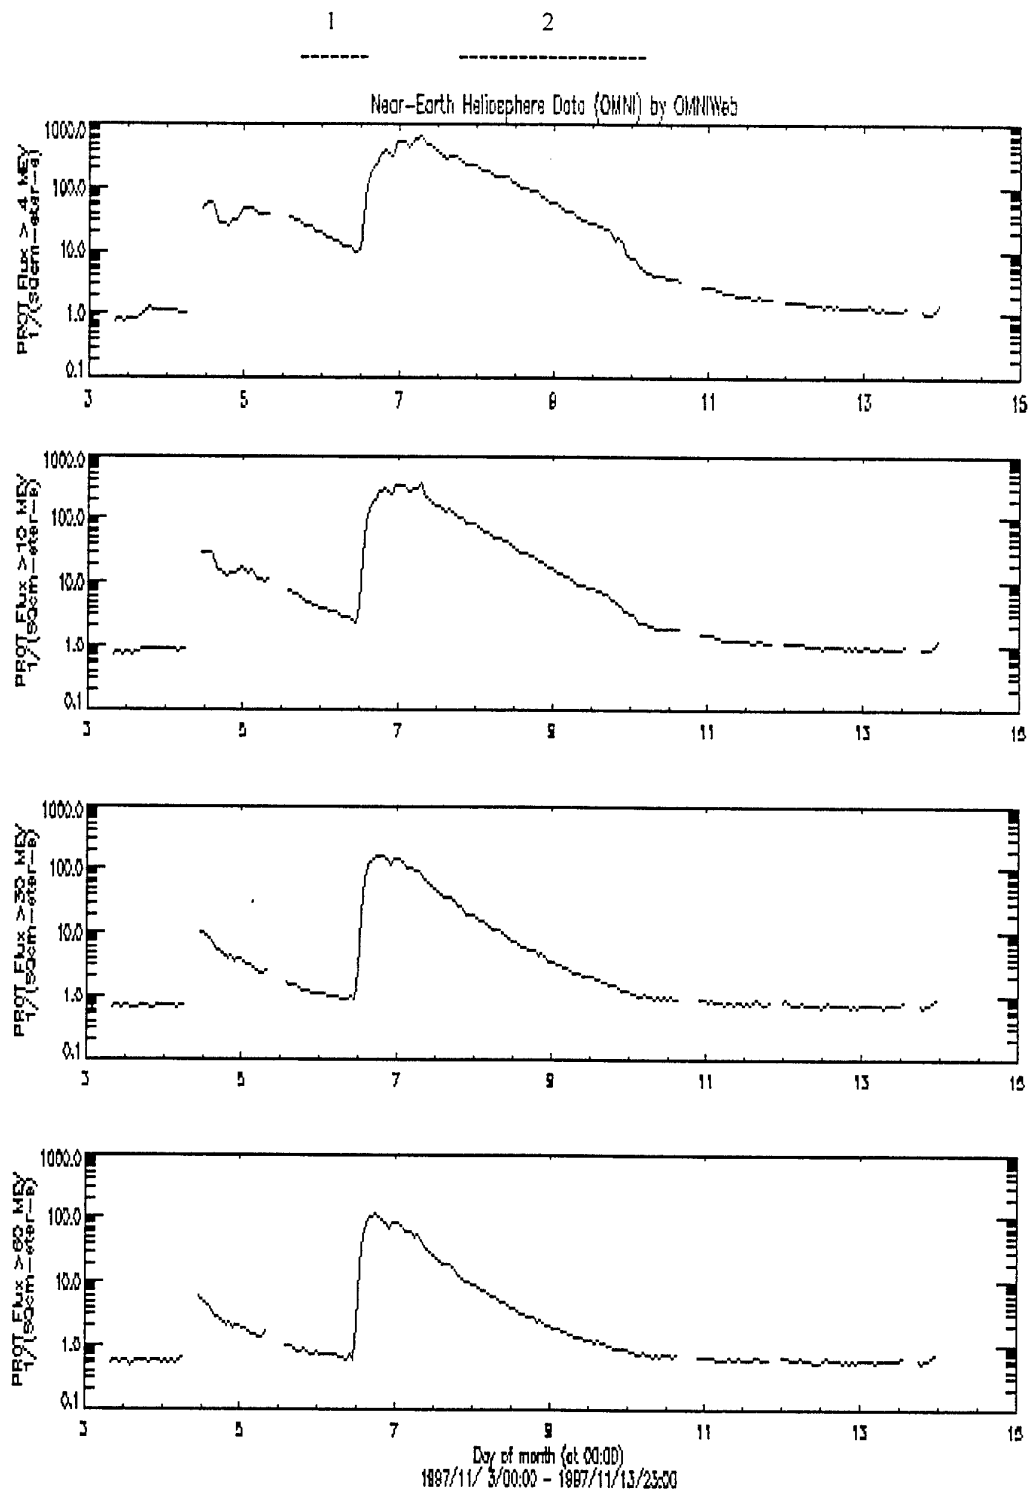 1 2
Near-Earth Heliosphere Data (OMNI) by OMNIWeb
PROT Flux > 4 MEV
1/(SQcm-ster-s)
1000.0
100.0
10.0
1.0
0.1
3 5 7 9 11 13 15
PROT Flux >10 MEV
1/(SQcm-ster-s)
1000.0
100.0
10.0
1.0
0.1
3 5 7 9 11 13 15
PROT Flux >30 MEV
1/(SQcm-ster-s)
1000.0
100.0
10.0
1.0
0.1
3 5 7 9 11 13 15
PROT Flux >60 MEV
1/(SQcm-ster-s)
1000.0
100.0
10.0
1.0
0.1
3 5 7 9 11 13 15
Day of month (at 00:00)
1997/11/ 3/00:00 - 1997/11/13/23:00